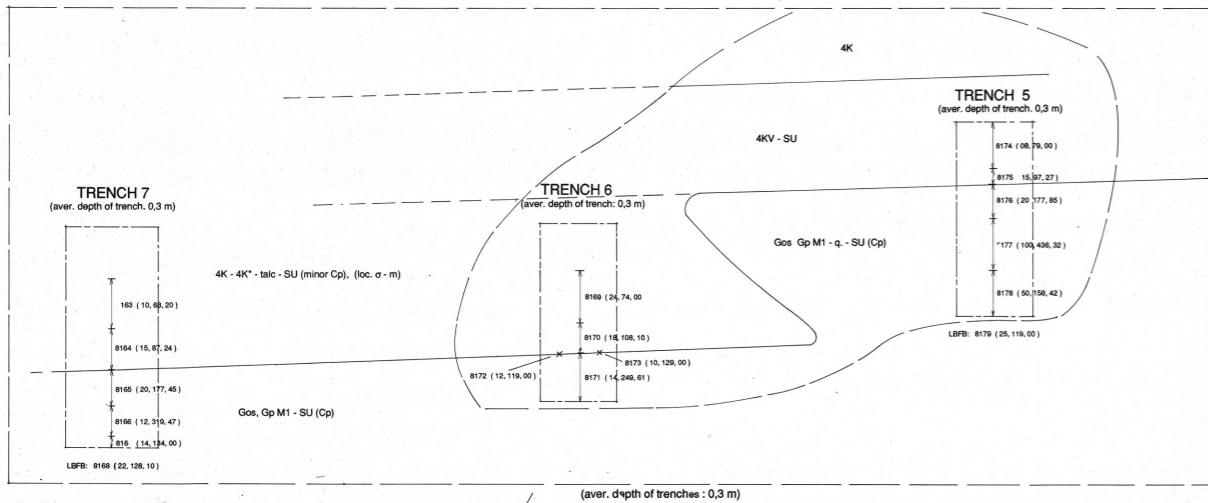 4K
TRENCH 5
(aver. depth of trench. 0,3 m)
4KV - SU
8174 ( 08, 79, 00 )
8175 15, 97, 27 )
8176 ( 20 177, 85 )
177 ( 100, 436, 32 )
8178 ( 50, 158, 42 )
LBFB: 8179 ( 25, 119, 00 )
TRENCH 7
(aver. depth of trench. 0,3 m)
TRENCH 6
(aver. depth of trench: 0,3 m)
Gos Gp M1 - q. - SU (Cp)
4K - 4K* - talc - SU (minor Cp), (loc. σ - m)
163 ( 10, 68, 20 )
8164 ( 15, 87, 24 )
8165 ( 20, 177, 45 )
8166 ( 12, 319, 47 )
816 ( 14, 134, 00 )
LBFB: 8168 ( 22, 128, 10 )
8169 ( 24, 74, 00
8170 ( 18, 108, 10 )
8173 ( 10, 129, 00 )
8172 ( 12, 119, 00 )
8171 ( 14, 249, 61 )
Gos, Gp M1 - SU (Cp)
(aver. depth of trenches : 0,3 m)